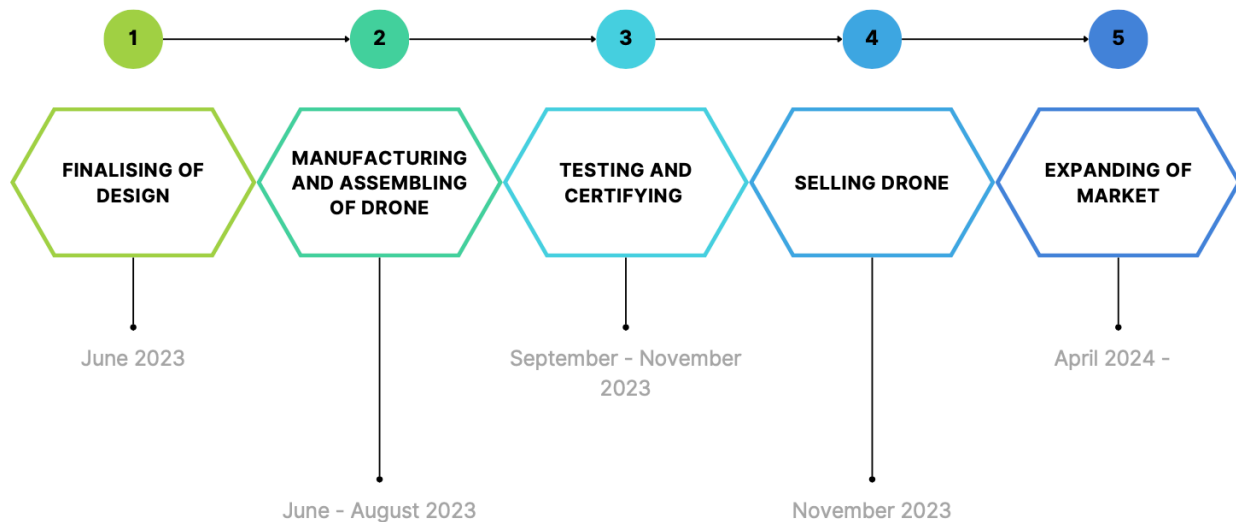 1
2
3
4
5
FINALISING OF
DESIGN
MANUFACTURING
AND ASSEMBLING
OF DRONE
TESTING AND
CERTIFYING
SELLING DRONE
EXPANDING OF
MARKET
June 2023
September - November
2023
April 2024 -
June - August 2023
November 2023